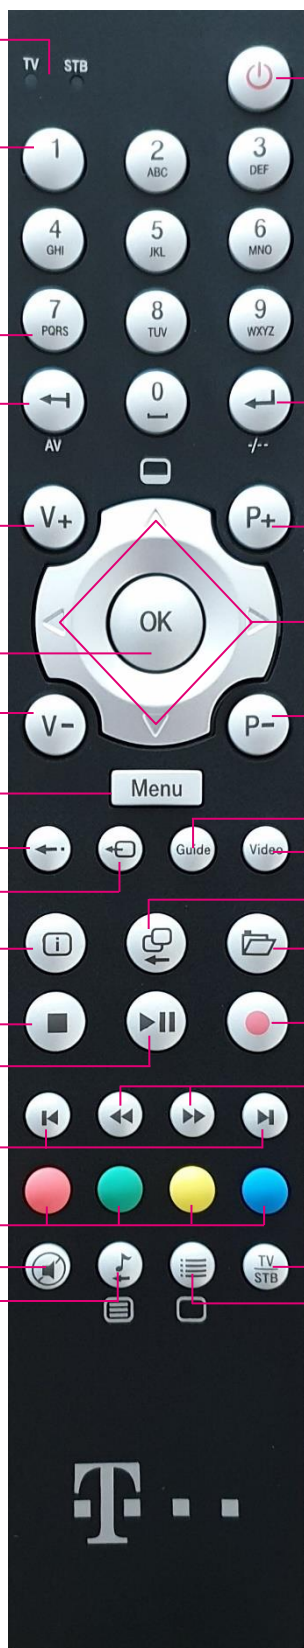 TV STB
1 2 3
ABC DEF
4 5 6
GHI JKL MNO
7 8 9
PQRS TUV WXYZ
0
AV -/--
V+ P+
OK
V- P-
Menu
Guide Video
i
TV
STB
T